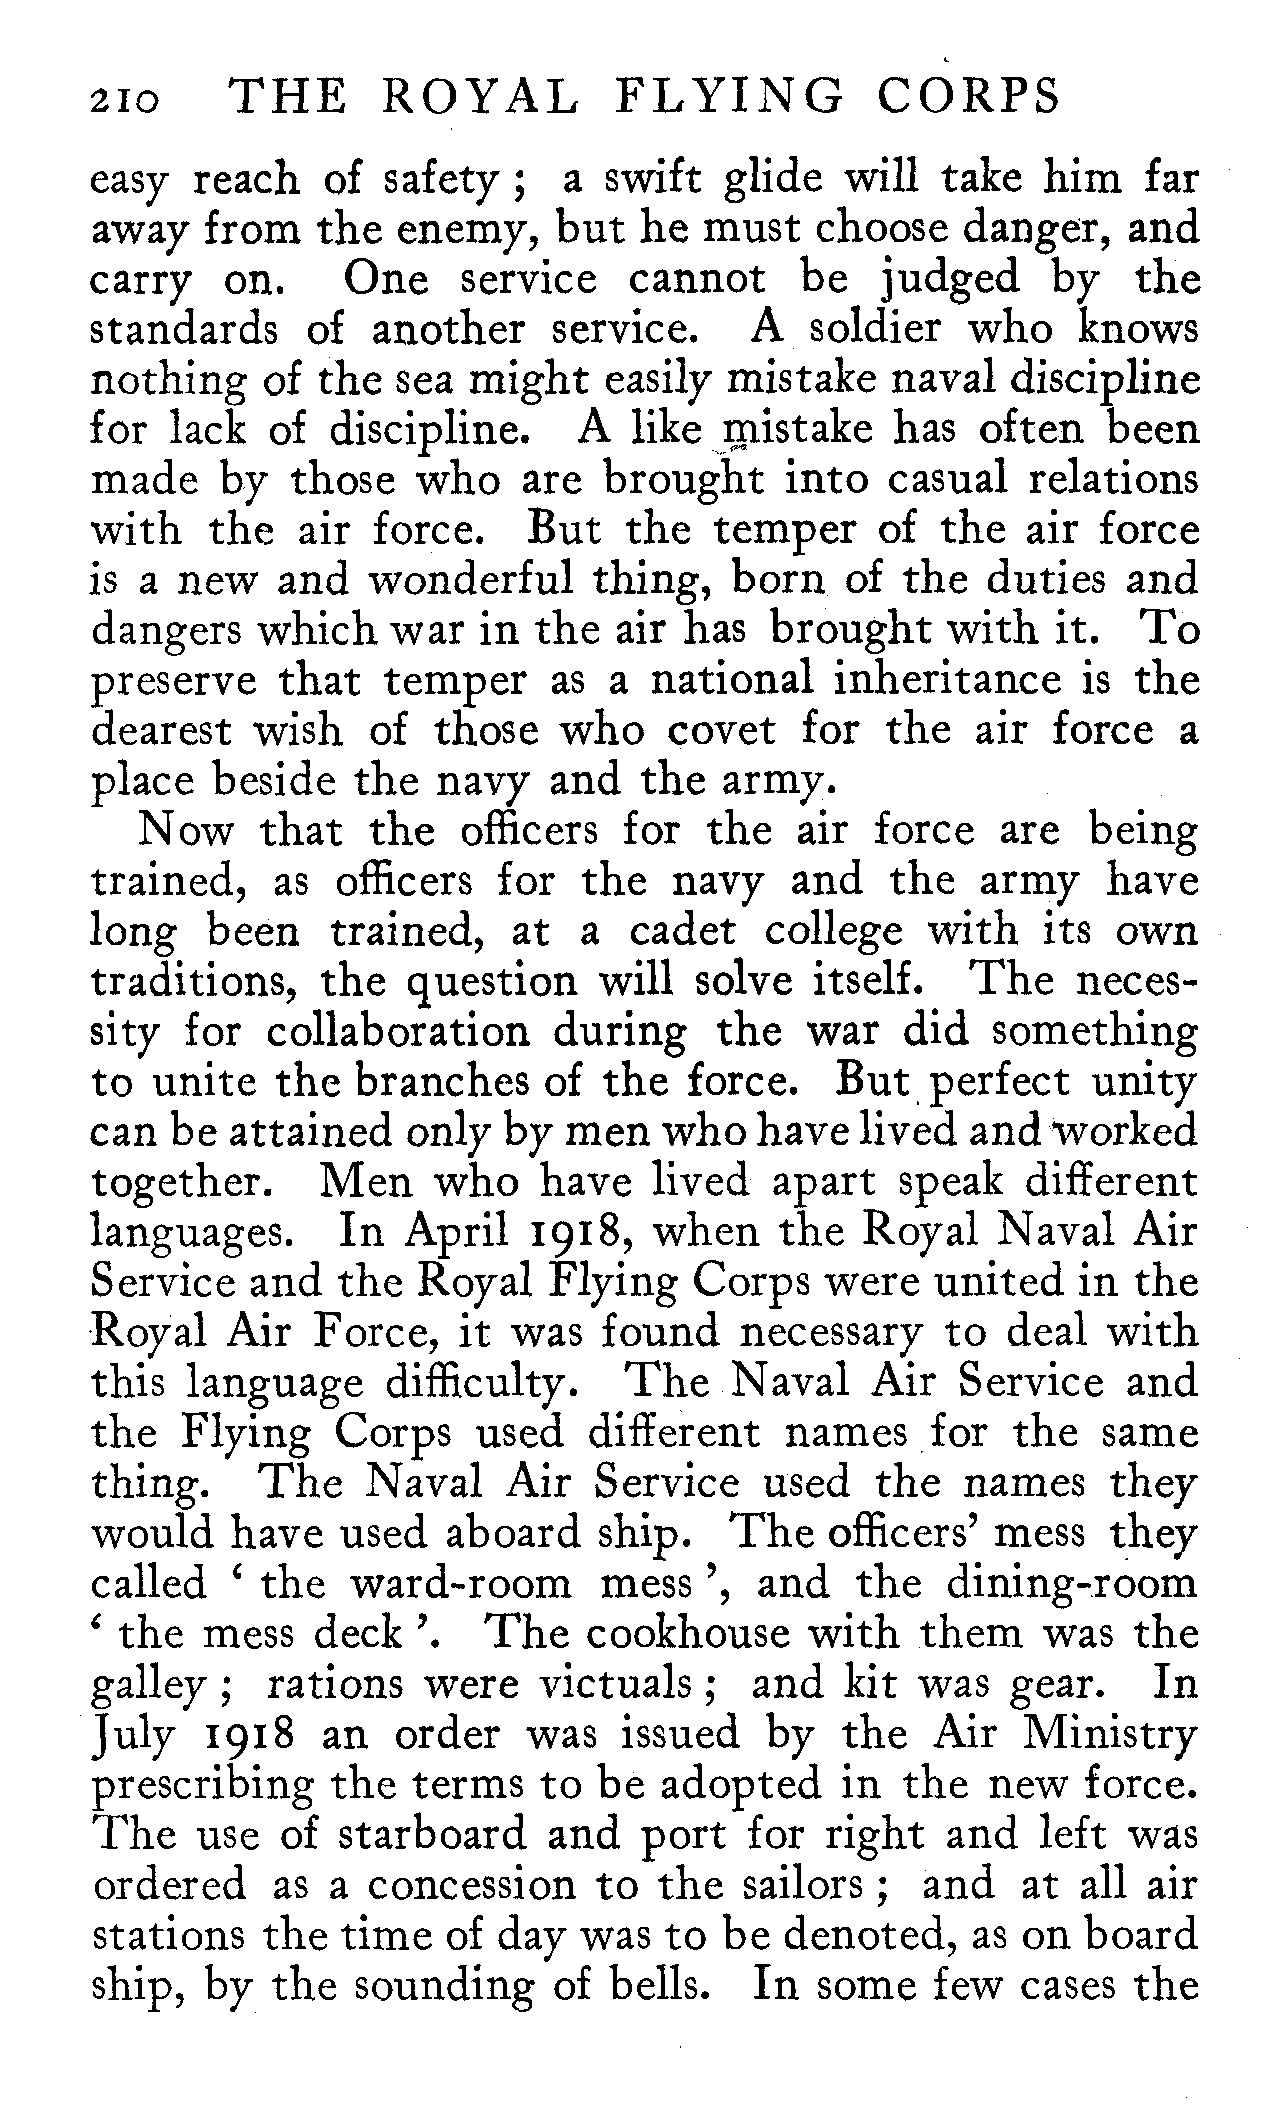 210 THE ROYAL FLYING CORPS
easy reach of safety ; a swift glide will take him far
away from the enemy, but he must choose danger, and
carry on. One service cannot be judged by the
standards of another service. A soldier who knows
nothing of the sea might easily mistake naval discipline
for lack of discipline. A like mistake has often been
made by those who are brought into casual relations
with the air force. But the temper of the air force
is a new and wonderful thing, born of the duties and
dangers which war in the air has brought with it. To
preserve that temper as a national inheritance is the
dearest wish of those who covet for the air force a
place beside the navy and the army.
Now that the officers for the air force are being
trained, as officers for the navy and the army have
long been trained, at a cadet college with its own
traditions, the question will solve itself. The neces-
sity for collaboration during the war did something
to unite the branches of the force. But perfect unity
can be attained only by men who have lived and worked
together. Men who have lived apart speak different
languages. In April 1918, when the Royal Naval Air
Service and the Royal Flying Corps were united in the
Royal Air Force, it was found necessary to deal with
this language difficulty. The Naval Air Service and
the Flying Corps used different names for the same
thing. The Naval Air Service used the names they
would have used aboard ship. The officers’ mess they
called ‘ the ward-room mess ’, and the dining-room
‘ the mess deck ’. The cookhouse with them was the
galley ; rations were victuals ; and kit was gear. In
July 1918 an order was issued by the Air Ministry
prescribing the terms to be adopted in the new force.
The use of starboard and port for right and left was
ordered as a concession to the sailors ; and at all air
stations the time of day was to be denoted, as on board
ship, by the sounding of bells. In some few cases the